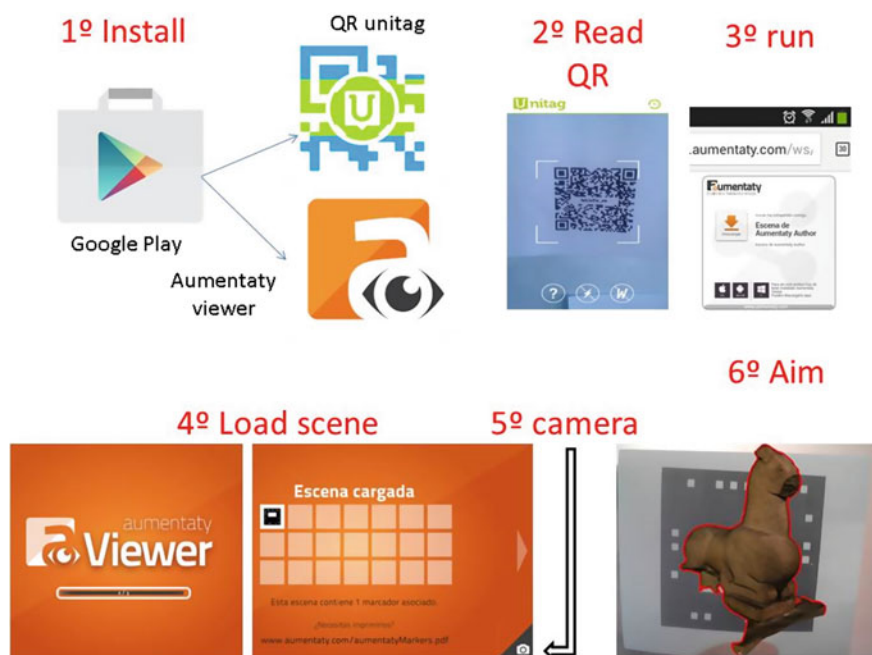 1º Install
QR unitag
Google Play
Aumentaty
viewer
2º Read
QR
Unitag
3º run
.aumentaty.com/ws/
30
Aumentaty
Escena de
Aumentaty Author
4º Load scene
aumentaty
Viewer
Escena cargada
Esta escena contiene 1 marcador asociado.
¿Necesitas imprimirlos?
www.aumentaty.com/aumentatyMarkers.pdf
5º camera
6º Aim